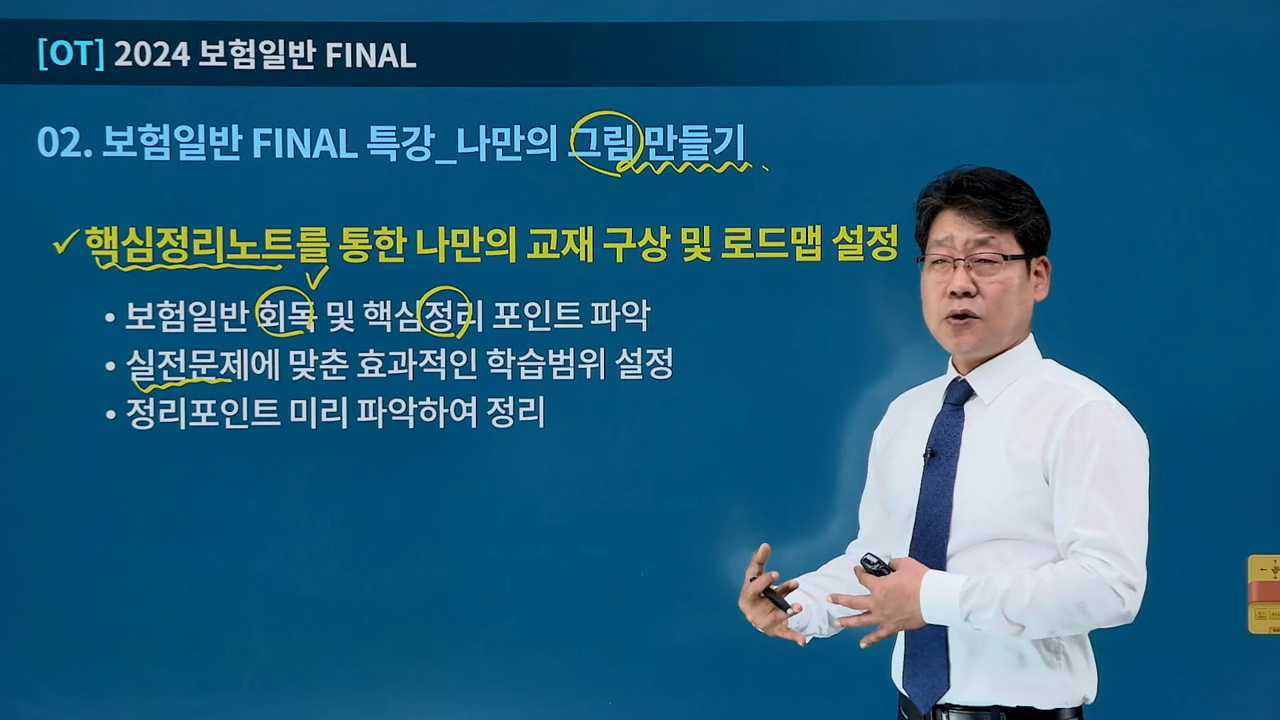 [OT] 2024 보험일반 FINAL
02. 보험일반 FINAL 특강_나만의 그림 만들기
✓ 핵심정리노트를 통한 나만의 교재 구상 및 로드맵 설정
• 보험일반 회독 및 핵심정리 포인트 파악
• 실전문제에 맞춘 효과적인 학습범위 설정
• 정리포인트 미리 파악하여 정리